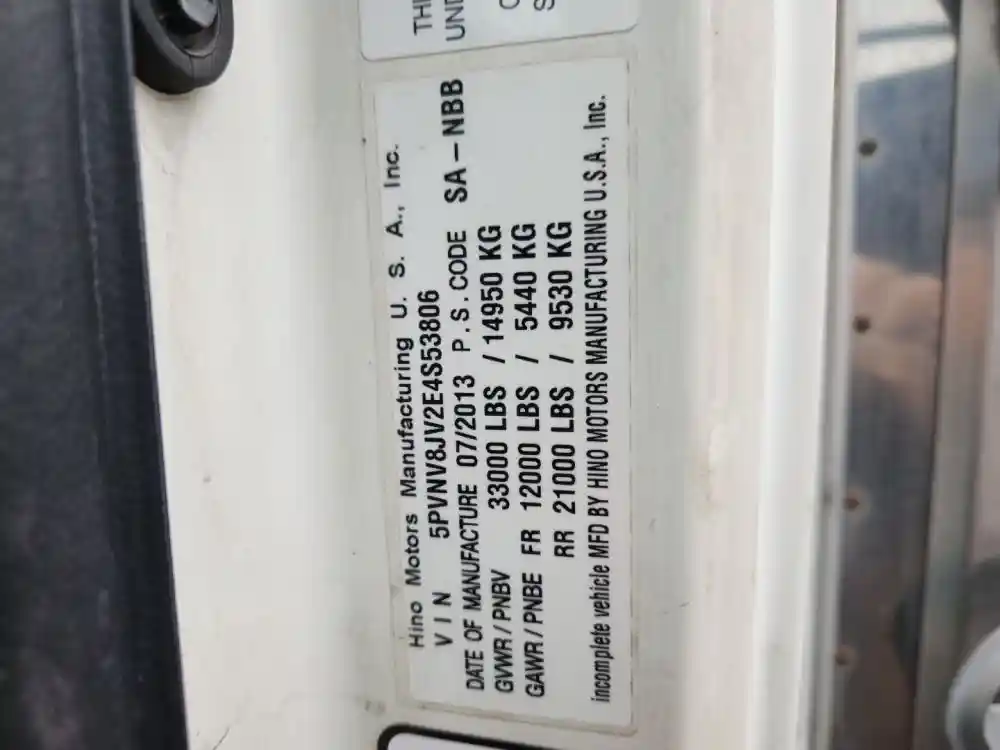 Hino Motors Manufacturing U. S. A., Inc.
VIN 5PVNV8JV2E4S53806
DATE OF MANUFACTURE 07/2013 P.S.CODE SA-NBB
GVWR/PNBV 33000 LBS / 14950 KG
GAWR/PNBE FR 12000 LBS / 5440 KG
RR 21000 LBS / 9530 KG
incomplete vehicle MFD BY HINO MOTORS MANUFACTURING U.S.A., Inc.